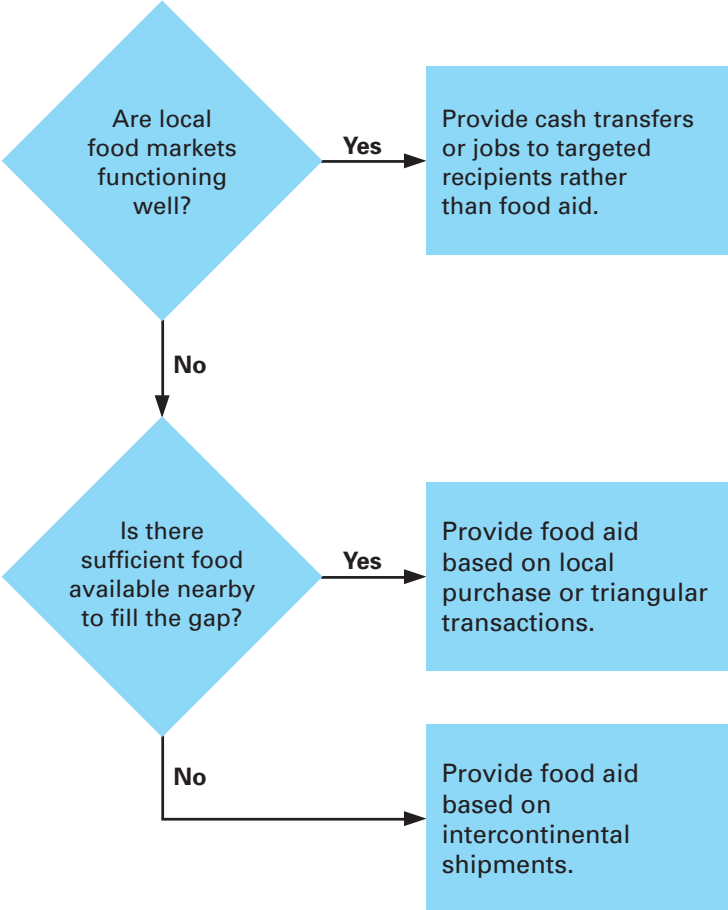 Are local
food markets
functioning
well?
Yes
Provide cash transfers
or jobs to targeted
recipients rather
than food aid.
No
Is there
sufficient food
available nearby
to fill the gap?
Yes
Provide food aid
based on local
purchase or triangular
transactions.
No
Provide food aid
based on
intercontinental
shipments.